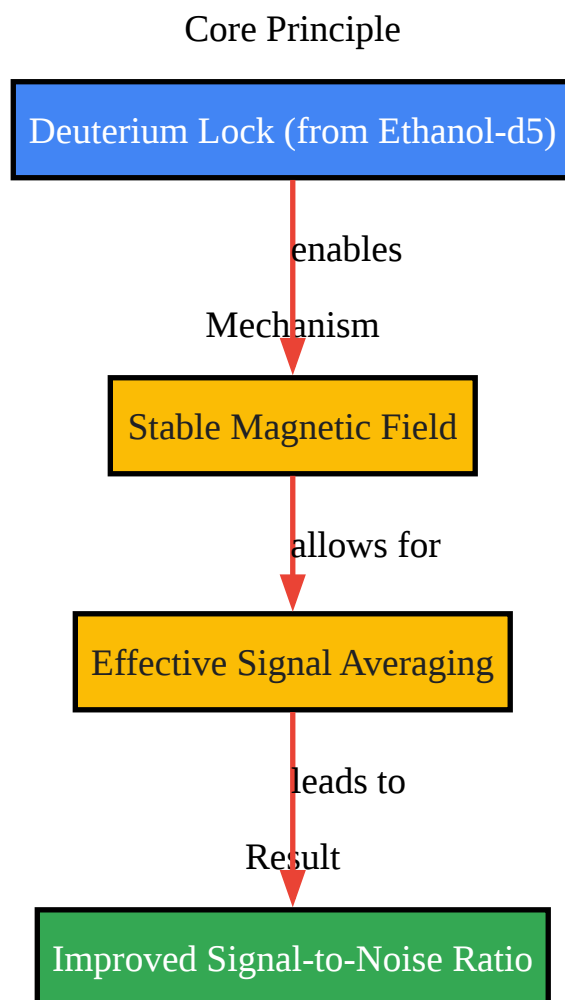 Core Principle
Deuterium Lock (from Ethanol-d5)
enables
Mechanism
Stable Magnetic Field
allows for
Effective Signal Averaging
leads to
Result
Improved Signal-to-Noise Ratio